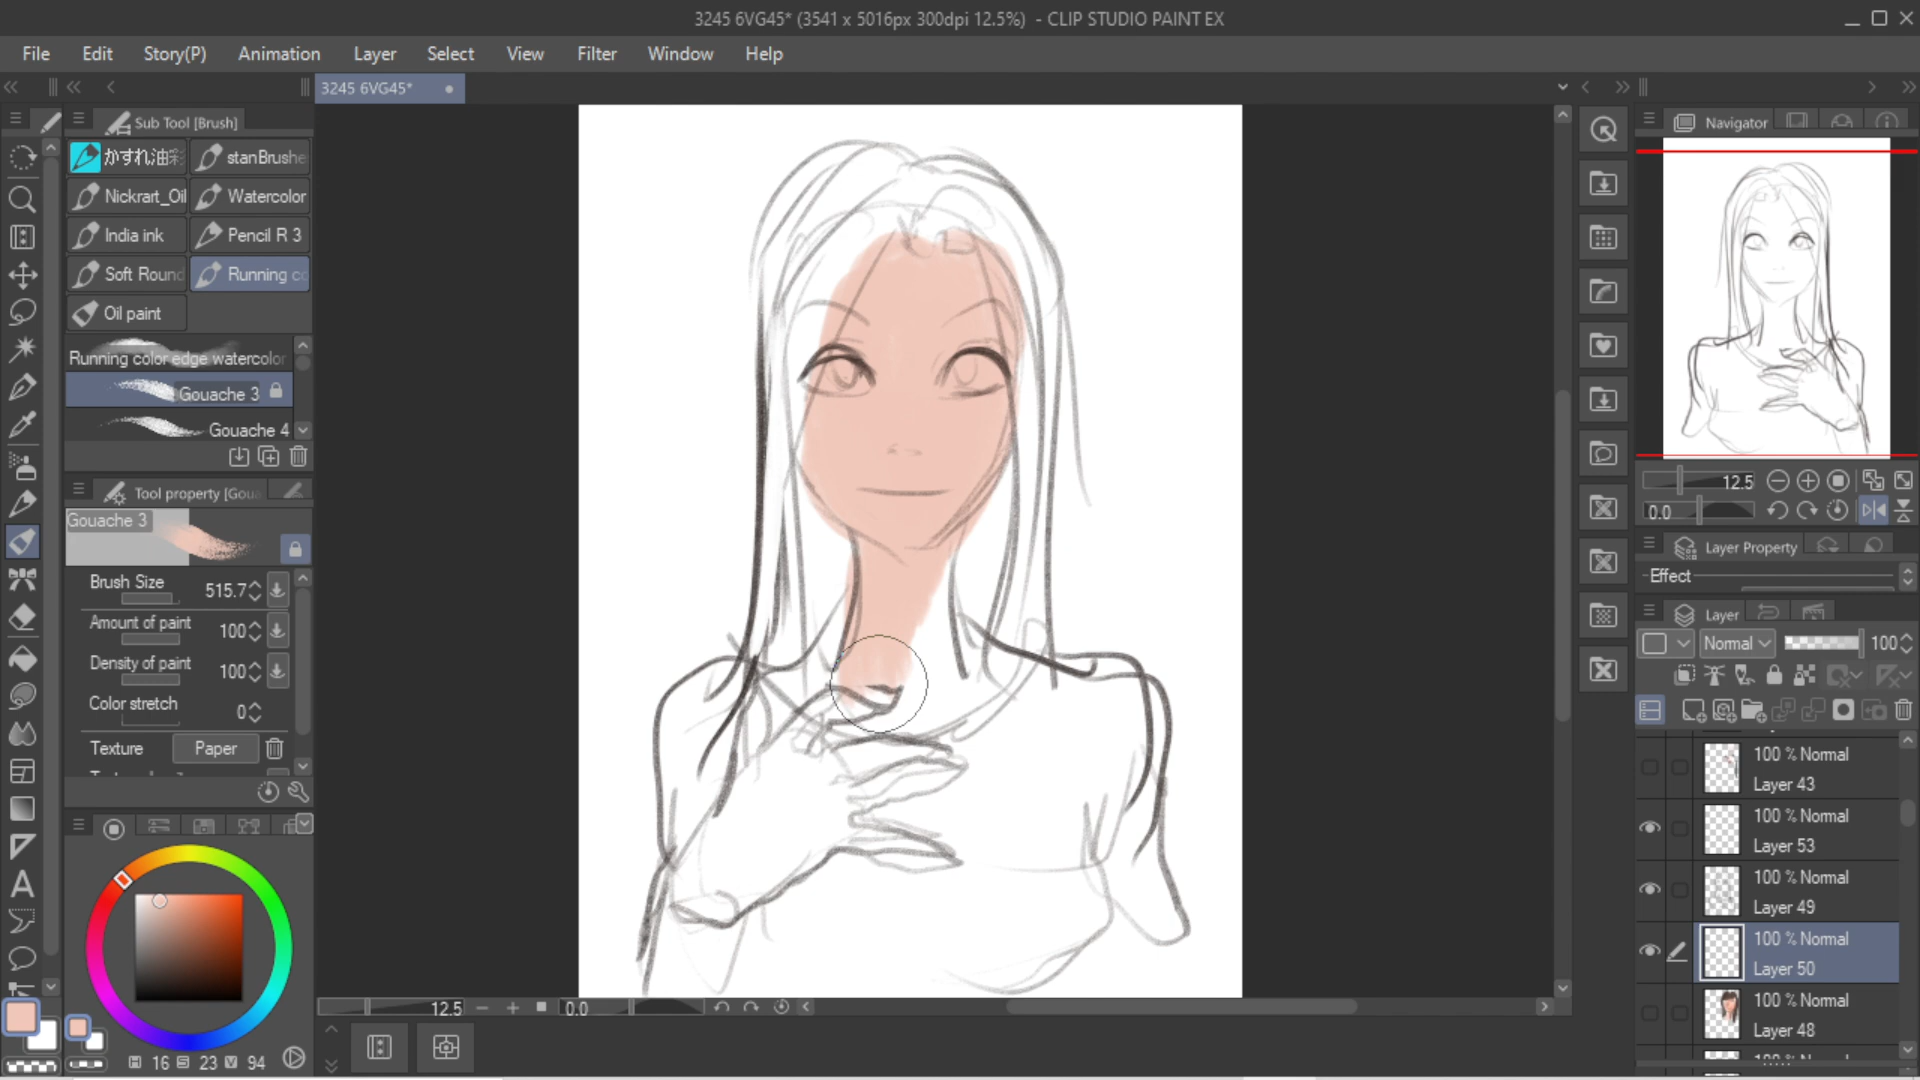 3245 6VG45* (3541 x 5016px 300dpi 12.5%) - CLIP STUDIO PAINT EX
File Edit Story(P) Animation Layer Select View Filter Window Help
3245 6VG45*
Sub Tool [Brush]
かすれ油彩 stanBrushe
Nickrart_Oil Watercolor
India ink Pencil R 3
Soft Round Running co
Oil paint
Running color edge watercolor
Gouache 3
Gouache 4
Tool property [Goua
Gouache 3
Brush Size 515.7
Amount of paint 100
Density of paint 100
Color stretch 0
Texture Paper
A
H 16 S 23 V 94
12.5 0.0
Navigator
12.5
0.0
Layer Property
Effect
Layer
Normal 100
100 % Normal
Layer 43
100 % Normal
Layer 53
100 % Normal
Layer 49
100 % Normal
Layer 50
100 % Normal
Layer 48